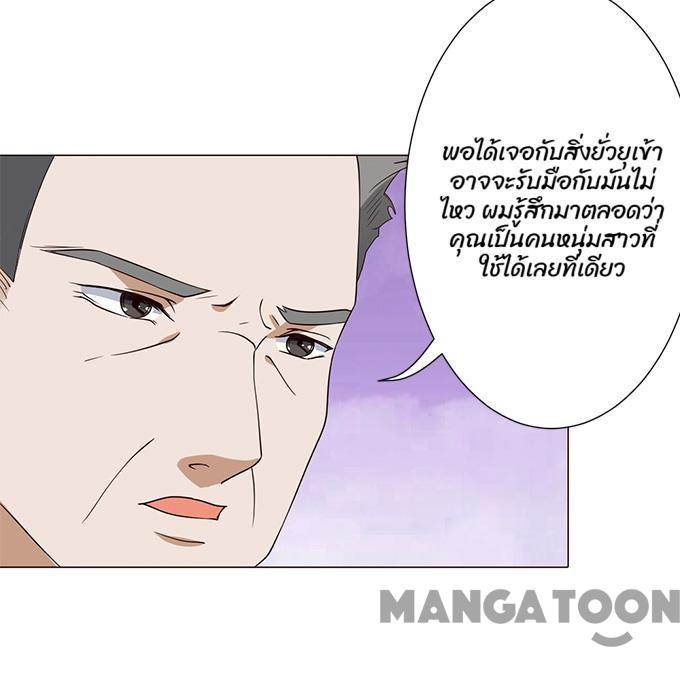 พอได้เจอกับสิ่งยั่วยุเข้า
อาจจะรับมือกับมันไม่
ไหว ผมรู้สึกมาตลอดว่า
คุณเป็นคนหนุ่มสาวที่
ใช้ได้เลยทีเดียว
MANGATOON